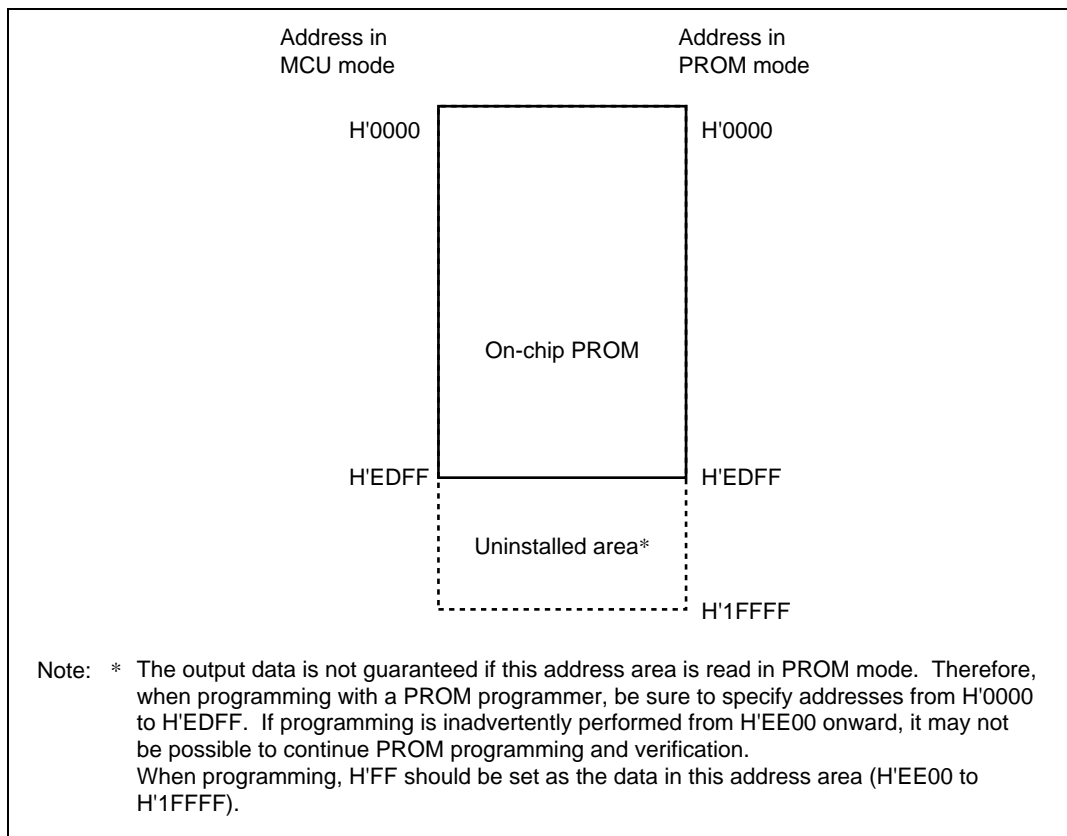 Address in
MCU mode
Address in
PROM mode
H'0000
H'0000
On-chip PROM
H'EDFF
H'EDFF
Uninstalled area*
H'1FFFF
Note: * The output data is not guaranteed if this address area is read in PROM mode. Therefore,
when programming with a PROM programmer, be sure to specify addresses from H'0000
to H'EDFF. If programming is inadvertently performed from H'EE00 onward, it may not
be possible to continue PROM programming and verification.
When programming, H'FF should be set as the data in this address area (H'EE00 to
H'1FFFF).